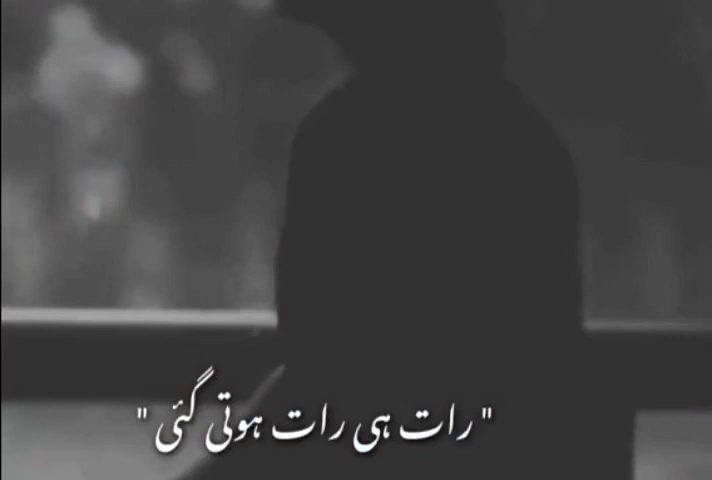 " رات ہی رات ہوتی گئی "